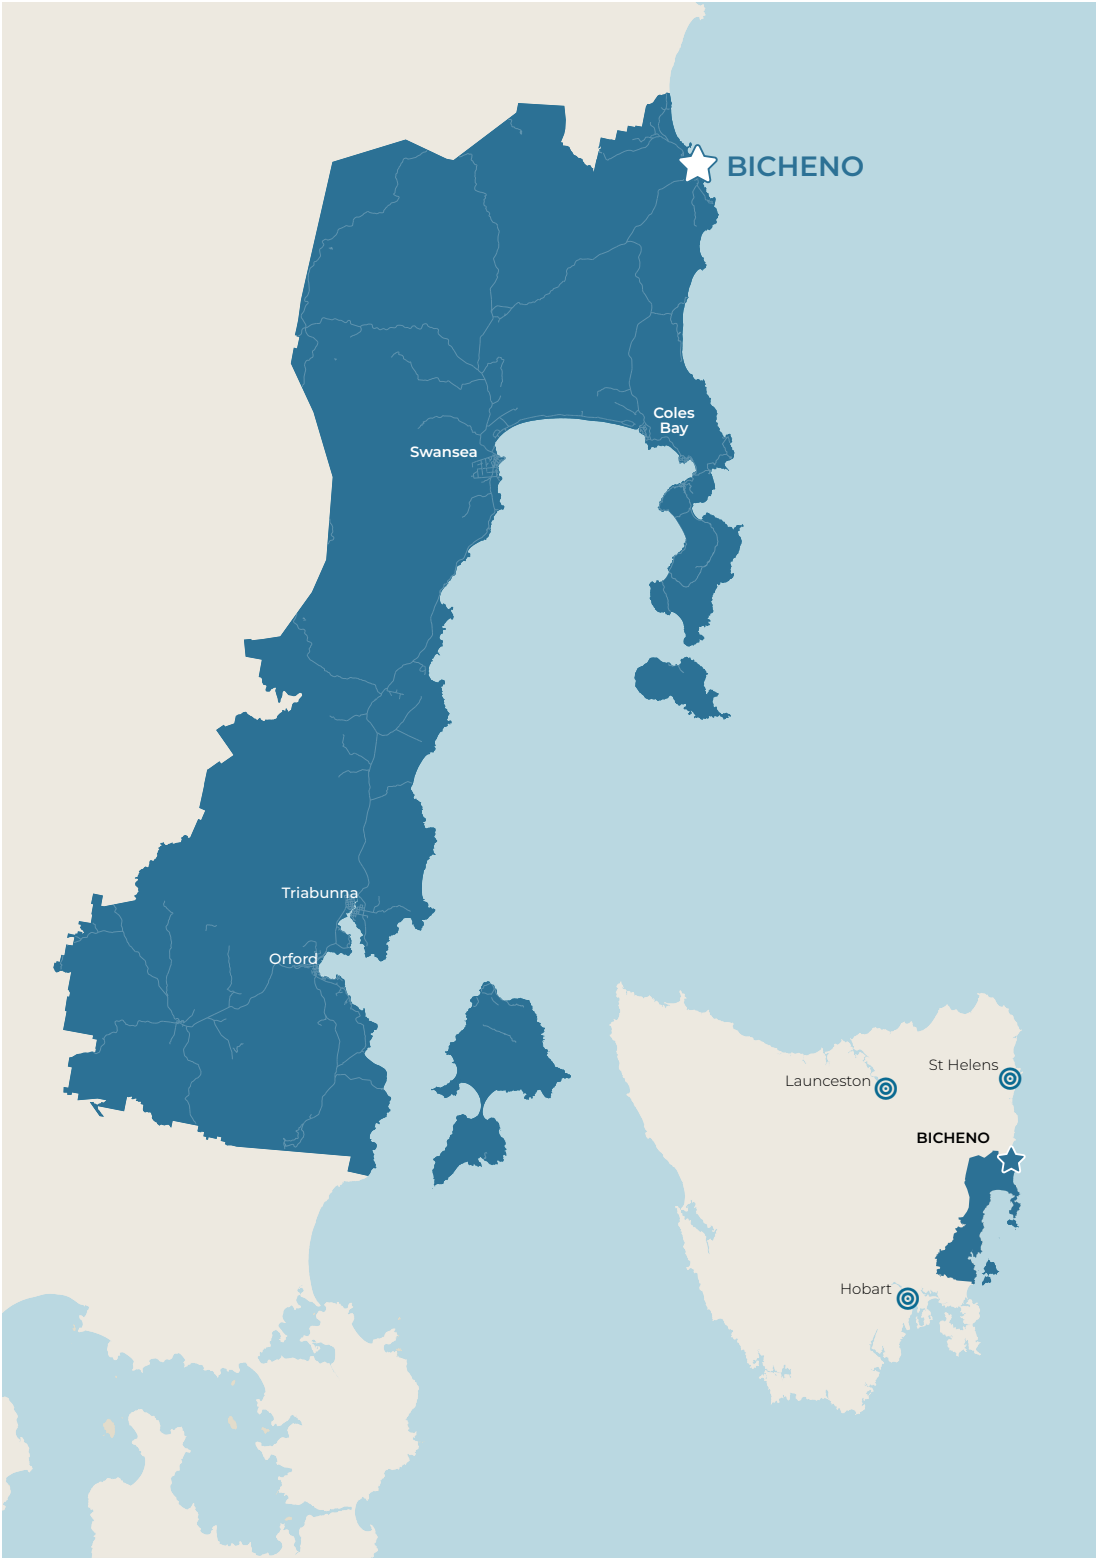 BICHENO
Coles
Bay
Swansea
Triabunna
Orford
St Helens
Launceston
BICHENO
Hobart